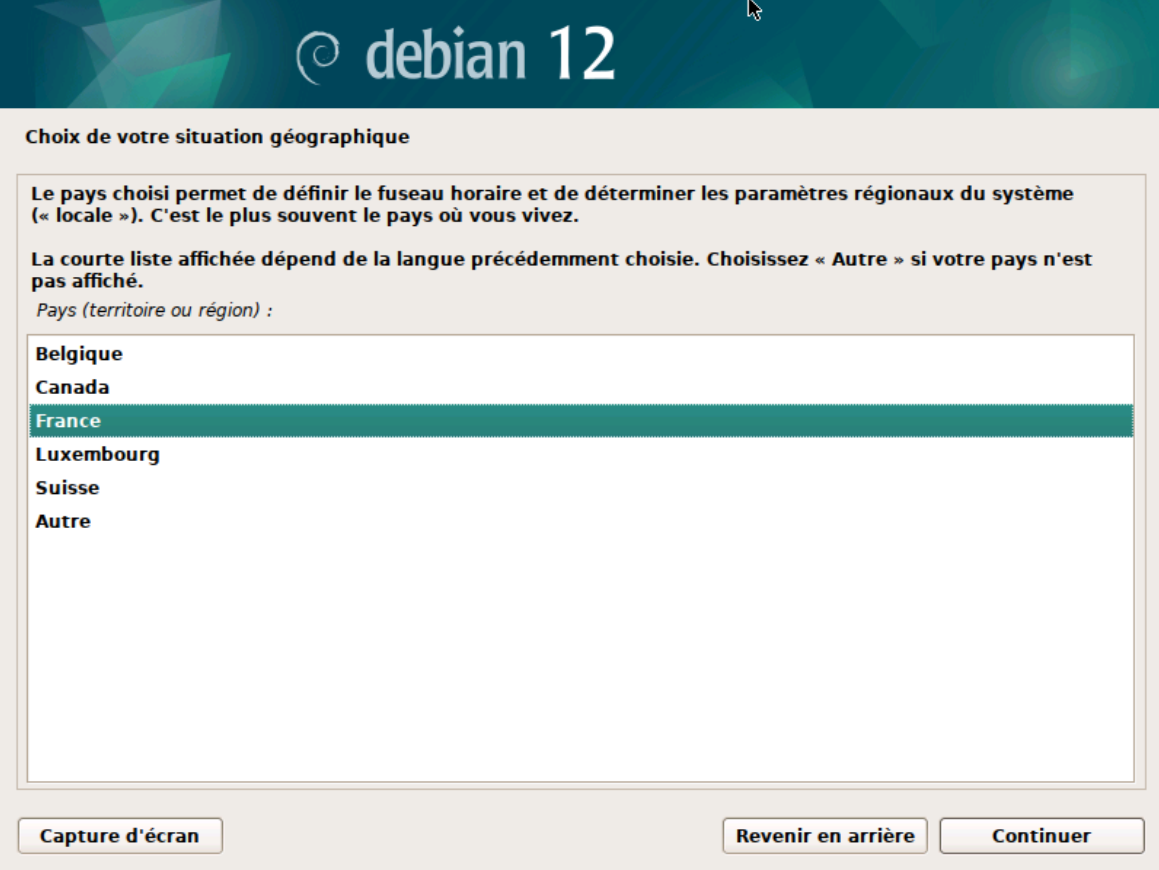 debian 12
Choix de votre situation géographique
Le pays choisi permet de définir le fuseau horaire et de déterminer les paramètres régionaux du système
(« locale »). C'est le plus souvent le pays où vous vivez.
La courte liste affichée dépend de la langue précédemment choisie. Choisissez « Autre » si votre pays n'est
pas affiché.
Pays (territoire ou région) :
Belgique
Canada
France
Luxembourg
Suisse
Autre
Capture d'écran
Revenir en arrière
Continuer